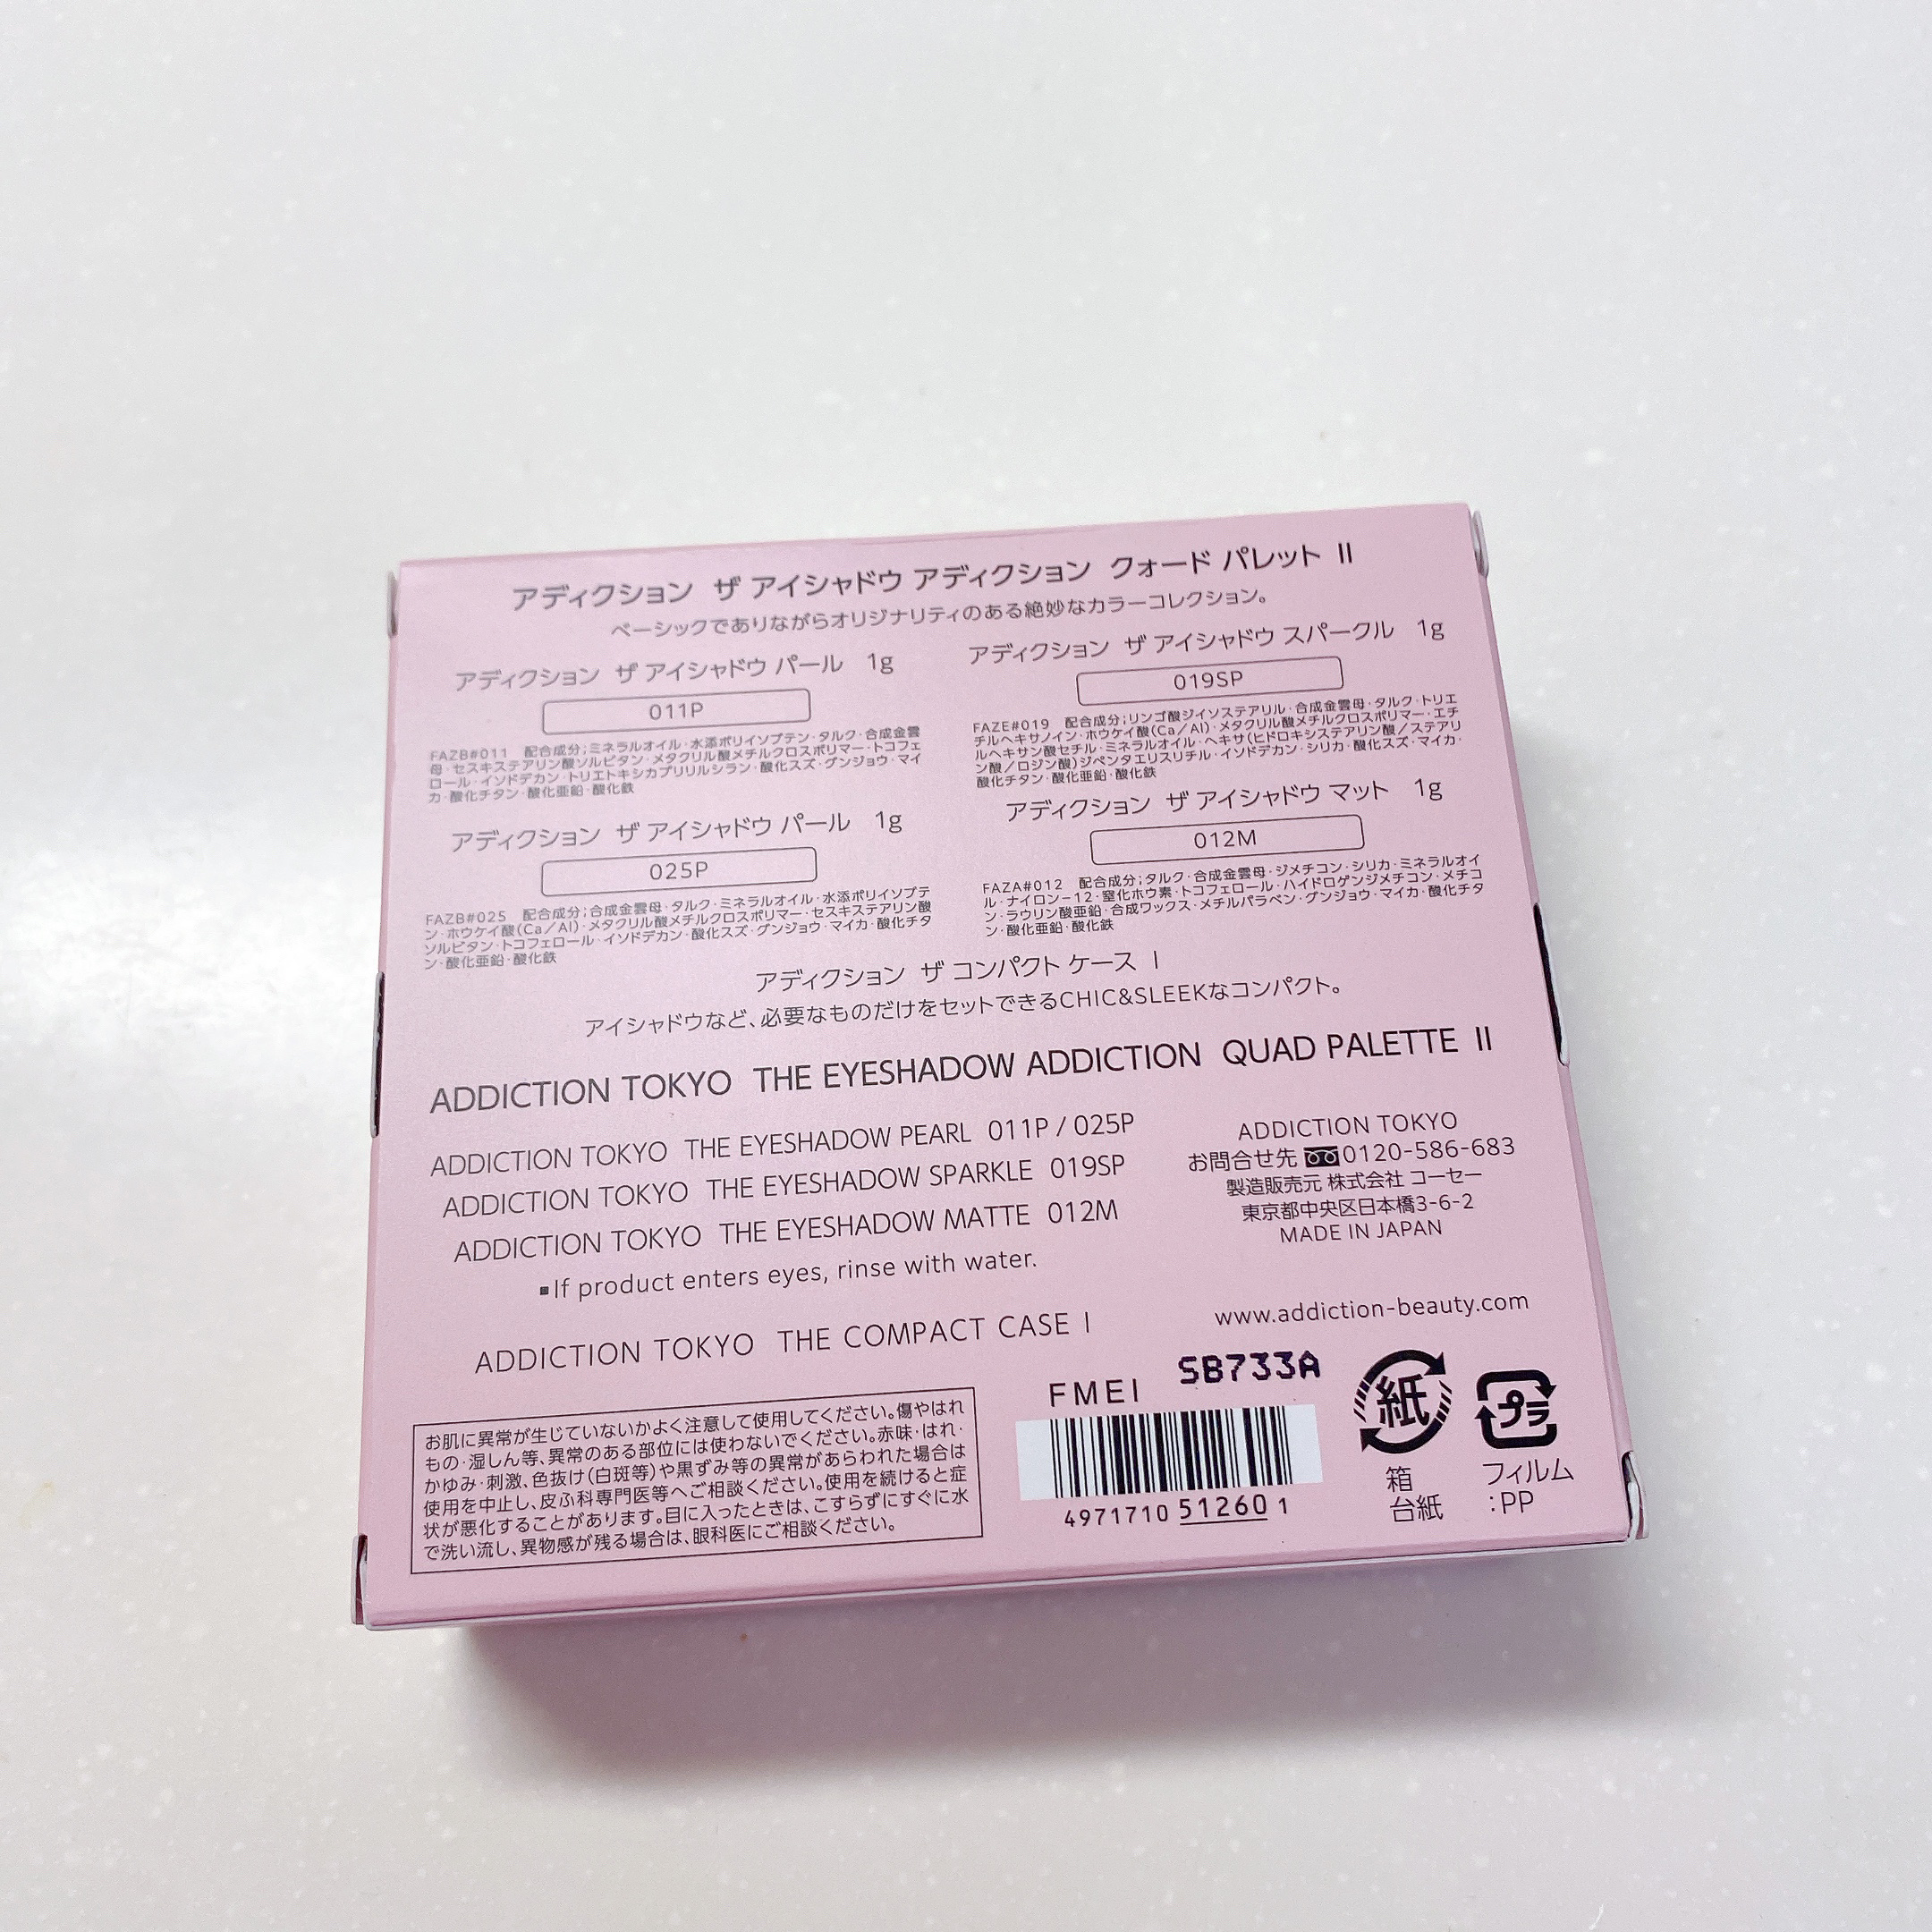 アディクション ザ アイシャドウ アディクション クォード パレット II
ベーシックでありながらオリジナリティのある絶妙なカラーコレクション。
アディクション ザ アイシャドウ パール 1g
011P
FAZB#011 配合成分;ミネラルオイル・水添ポリイソブテン・タルク・合成金雲
母・セスキステアリン酸ソルビタン・メタクリル酸メチルクロスポリマー・トコフェ
ロール・イソドデカン・トリエトキシカプリリルシラン・酸化スズ・グンジョウ・マイ
カ・酸化チタン・酸化亜鉛・酸化鉄
アディクション ザ アイシャドウ スパークル 1g
019SP
FAZE#019 配合成分;リンゴ酸ジイソステアリル・合成金雲母・タルク・トリエ
チルヘキサノイン・ホウケイ酸(Ca/Al)・メタクリル酸メチルクロスポリマー・エチ
ルヘキサン酸セチル・ミネラルオイル・ヘキサ(ヒドロキシステアリン酸/ステアリ
ン酸/ロジン酸)ジペンタエリスリチル・イソドデカン・シリカ・酸化スズ・マイカ・
酸化チタン・酸化亜鉛・酸化鉄
アディクション ザ アイシャドウ パール 1g
025P
FAZB#025 配合成分;合成金雲母・タルク・ミネラルオイル・水添ポリイソブテ
ン・ホウケイ酸(Ca/Al)・メタクリル酸メチルクロスポリマー・セスキステアリン酸
ソルビタン・トコフェロール・イソドデカン・酸化スズ・グンジョウ・マイカ・酸化チタ
ン・酸化亜鉛・酸化鉄
アディクション ザ アイシャドウ マット 1g
012M
FAZA#012 配合成分;タルク・合成金雲母・ジメチコン・シリカ・ミネラルオイ
ル・ナイロン-12・窒化ホウ素・トコフェロール・ハイドロゲンジメチコン・メチコ
ン・ラウリン酸亜鉛・合成ワックス・メチルパラベン・グンジョウ・マイカ・酸化チタ
ン・酸化亜鉛・酸化鉄
アディクション ザ コンパクト ケース I
アイシャドウなど、必要なものだけをセットできるCHIC&SLEEKなコンパクト。
ADDICTION TOKYO THE EYESHADOW ADDICTION QUAD PALETTE II
ADDICTION TOKYO THE EYESHADOW PEARL 011P / 025P
ADDICTION TOKYO THE EYESHADOW SPARKLE 019SP
ADDICTION TOKYO THE EYESHADOW MATTE 012M
▪If product enters eyes, rinse with water.
ADDICTION TOKYO THE COMPACT CASE I
ADDICTION TOKYO
お問合せ先 0120-586-683
製造販売元 株式会社 コーセー
東京都中央区日本橋3-6-2
MADE IN JAPAN
www.addiction-beauty.com
お肌に異常が生じていないかよく注意して使用してください。傷やはれ
もの・湿しん等、異常のある部位には使わないでください。赤味・はれ・
かゆみ・刺激、色抜け(白斑等)や黒ずみ等の異常があらわれた場合は
使用を中止し、皮ふ科専門医等へご相談ください。使用を続けると症
状が悪化することがあります。目に入ったときは、こすらずにすぐに水
で洗い流し、異物感が残る場合は、眼科医にご相談ください。
FMEI
SB733A
4971710 51260 1
紙
箱
台紙
プラ
フィルム
:PP